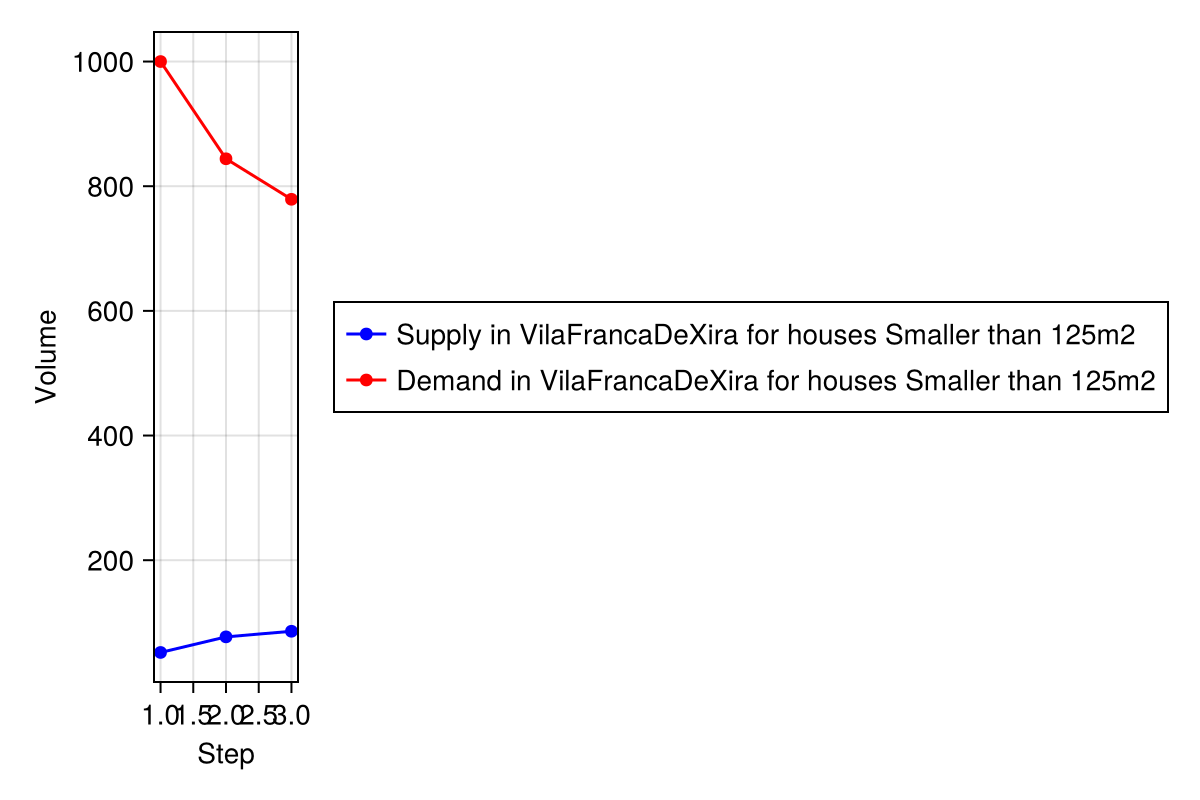 1000
800
600
400
200
Volume
1.0 1.5 2.0 2.5 3.0
Step
Supply in VilaFrancaDeXira for houses Smaller than 125m2
Demand in VilaFrancaDeXira for houses Smaller than 125m2